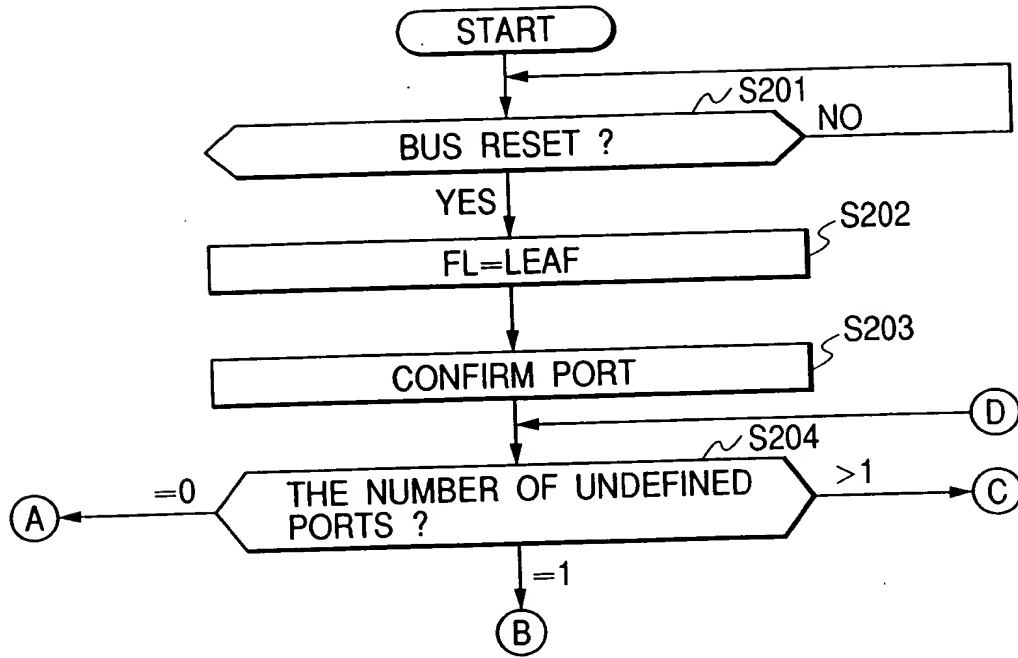 START
S201
BUS RESET ?
NO
YES
S202
FL=LEAF
S203
CONFIRM PORT
D
S204
=0
THE NUMBER OF UNDEFINED
PORTS ?
>1
A
C
=1
B